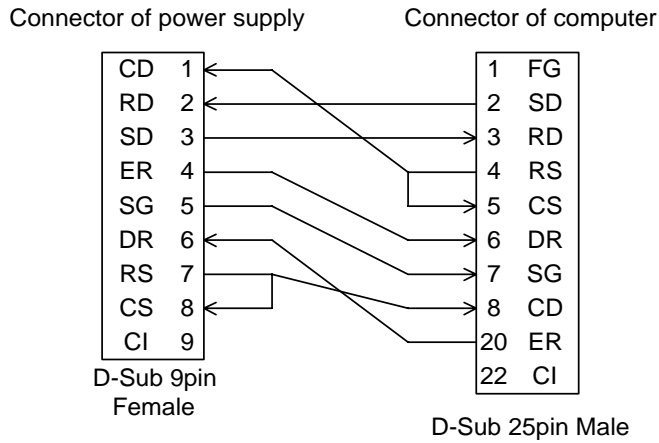 Connector of power supply
Connector of computer
CD 1
RD 2
SD 3
ER 4
SG 5
DR 6
RS 7
CS 8
CI 9
D-Sub 9pin
Female
1 FG
2 SD
3 RD
4 RS
5 CS
6 DR
7 SG
8 CD
20 ER
22 CI
D-Sub 25pin Male